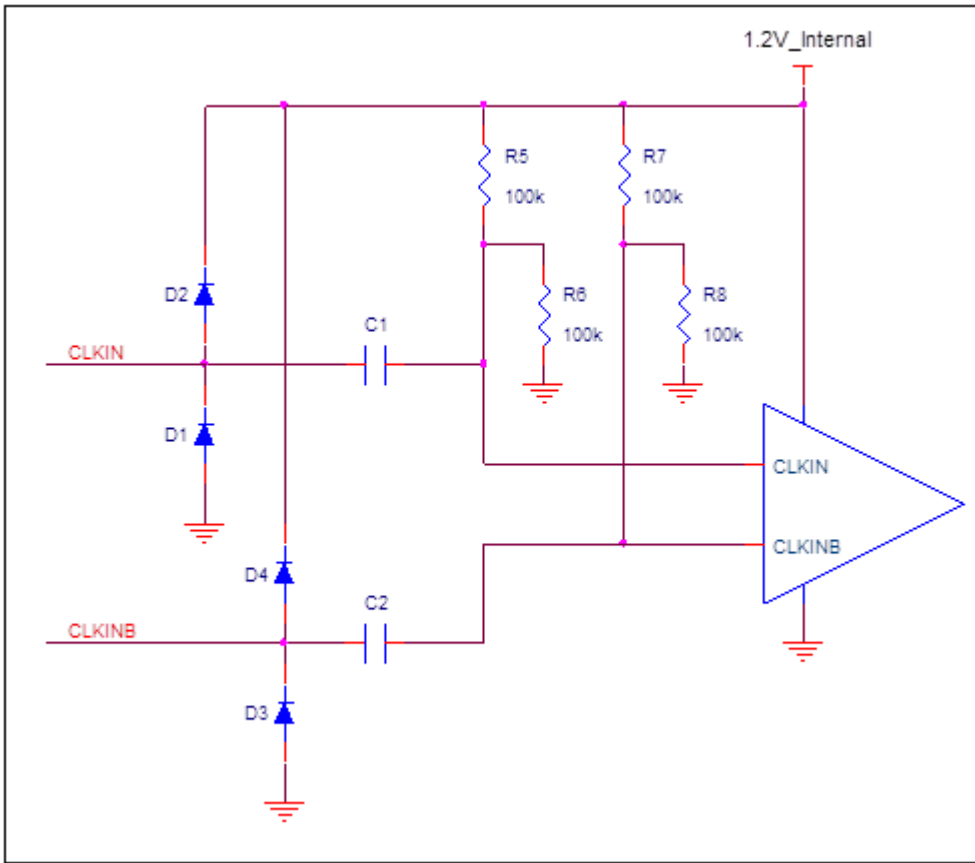 1.2V_Internal
R5
100k
R7
100k
D2
R6
100k
R8
100k
C1
CLKIN
D1
CLKIN
CLKINB
D4
C2
CLKINB
D3